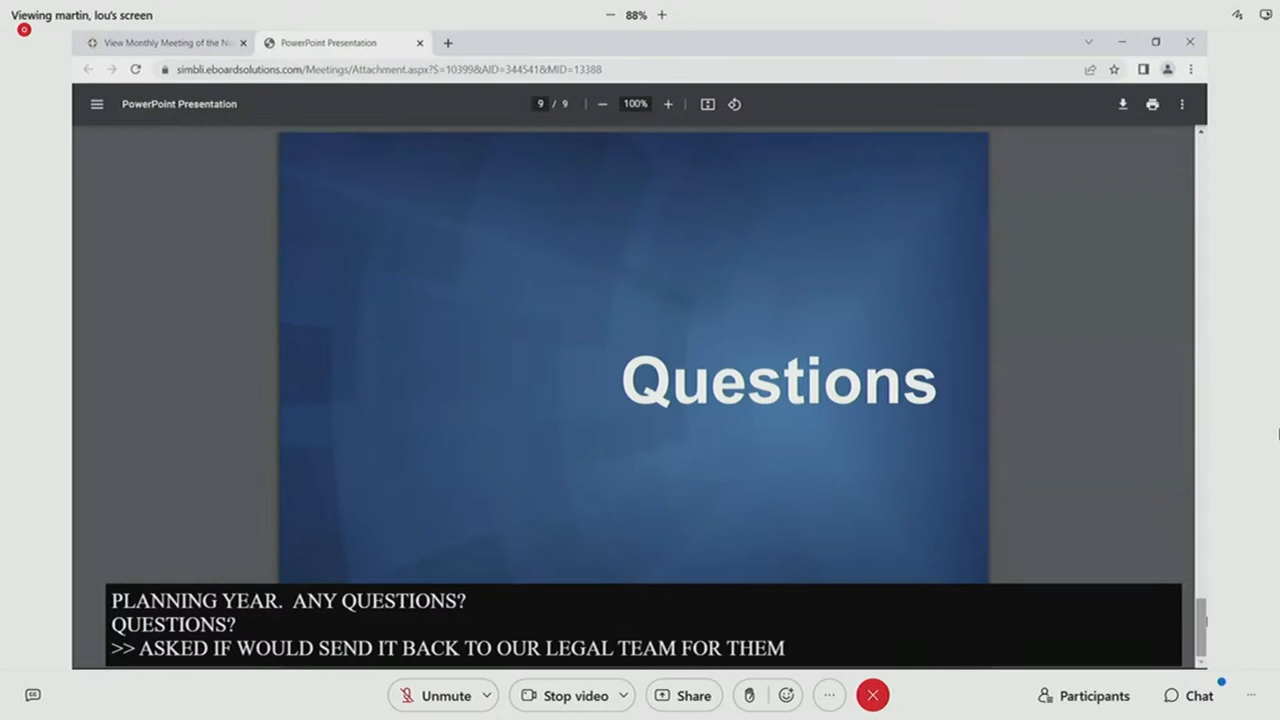 Viewing martin, lou's screen
88%
View Monthly Meeting of the No
PowerPoint Presentation
simbli.eboardsolutions.com/Meetings/Attachment.aspx?S=10399&AID=344541&MID=13388
PowerPoint Presentation
9 / 9
100%
Questions
PLANNING YEAR. ANY QUESTIONS?
QUESTIONS?
>> ASKED IF WOULD SEND IT BACK TO OUR LEGAL TEAM FOR THEM
Unmute
Stop video
Share
Participants
Chat